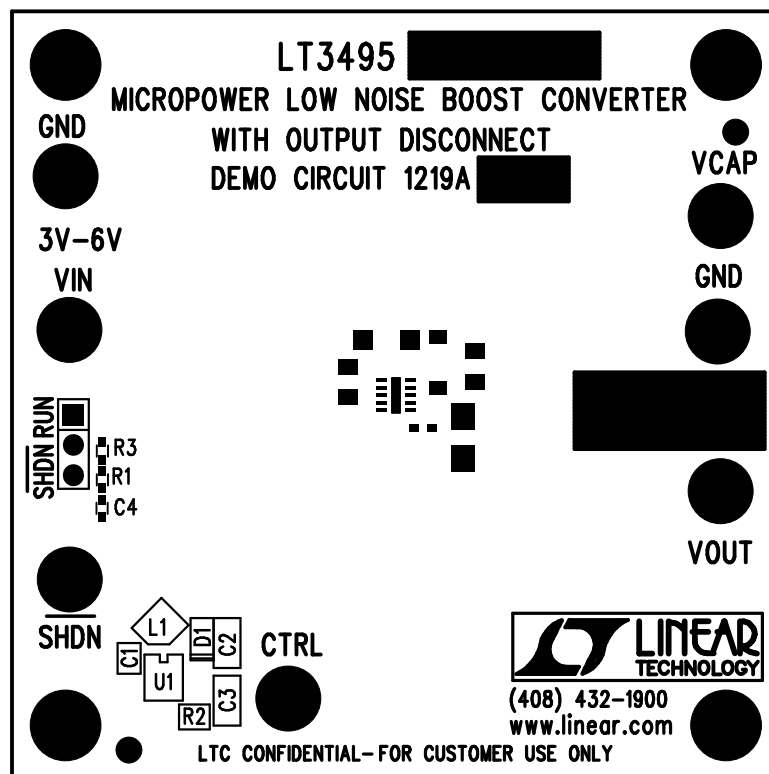 LT3495
MICROPOWER LOW NOISE BOOST CONVERTER
WITH OUTPUT DISCONNECT
DEMO CIRCUIT 1219A
GND
VCAP
3V-6V
VIN
GND
SHDN RUN
R3
R1
C4
VOUT
SHDN
L1
D1
C2
CTRL
C1
U1
C3
R2
LINEAR
TECHNOLOGY
(408) 432-1900
www.linear.com
LTC CONFIDENTIAL-FOR CUSTOMER USE ONLY